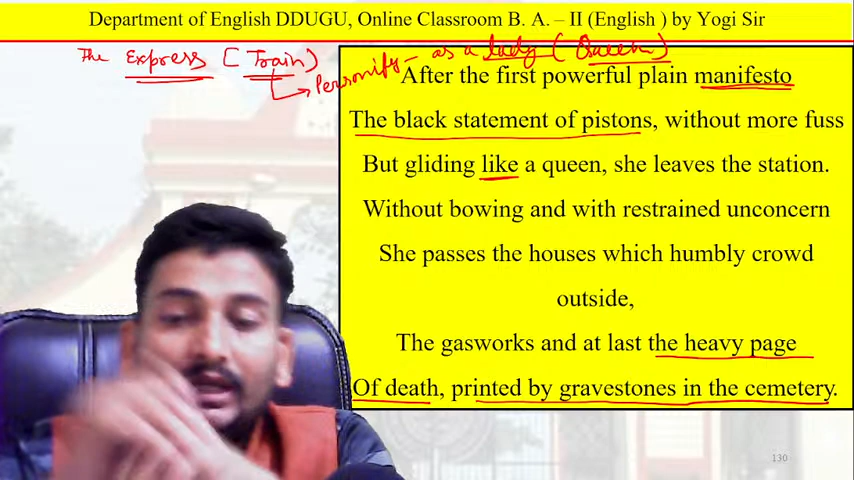 Department of English DDUGU, Online Classroom B. A. – II (English ) by Yogi Sir
The Express [Train]
Personify - as a lady (Queen)
After the first powerful plain manifesto
The black statement of pistons, without more fuss
But gliding like a queen, she leaves the station.
Without bowing and with restrained unconcern
She passes the houses which humbly crowd
outside,
The gasworks and at last the heavy page
Of death, printed by gravestones in the cemetery.
130